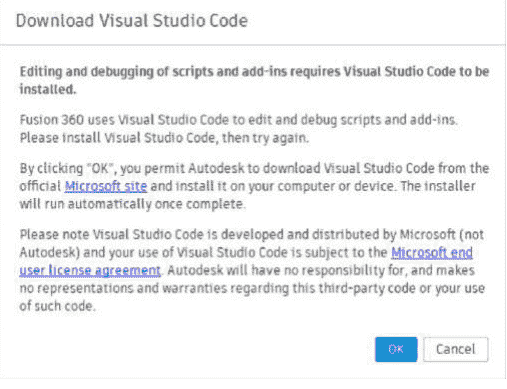 Download Visual Studio Code
Editing and debugging of scripts and add-ins requires Visual Studio Code to be
installed.
Fusion 360 uses Visual Studio Code to edit and debug scripts and add-ins.
Please install Visual Studio Code, then try again.
By clicking "OK", you permit Autodesk to download Visual Studio Code from the
official Microsoft site and install it on your computer or device. The installer
will run automatically once complete.
Please note Visual Studio Code is developed and distributed by Microsoft (not
Autodesk) and your use of Visual Studio Code is subject to the Microsoft end
user license agreement. Autodesk will have no responsibility for, and makes
no representations and warranties regarding this third-party code or your use
of such code.
OK Cancel